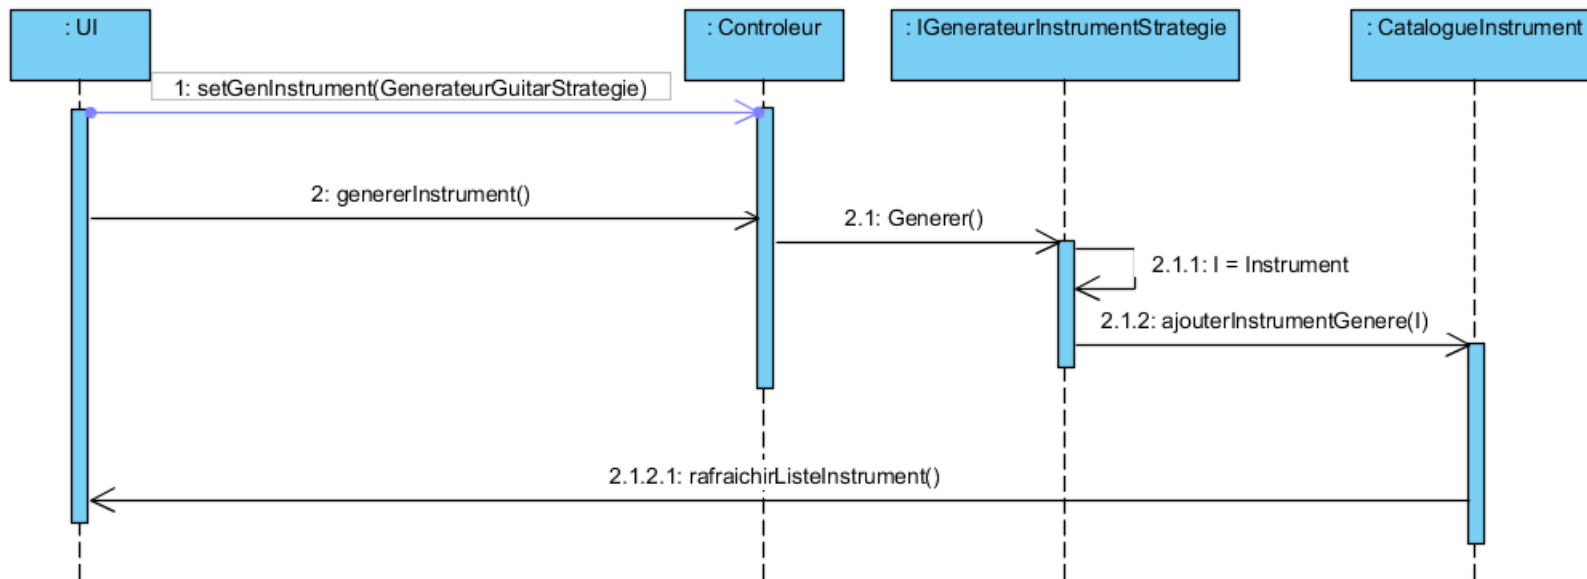 : UI
: Controleur
: IGenerateurInstrumentStrategie
: CatalogueInstrument
1: setGenInstrument(GenerateurGuitarStrategie)
2: genererInstrument()
2.1: Generer()
2.1.1: I = Instrument
2.1.2: ajouterInstrumentGenere(I)
2.1.2.1: rafraichirListeInstrument()